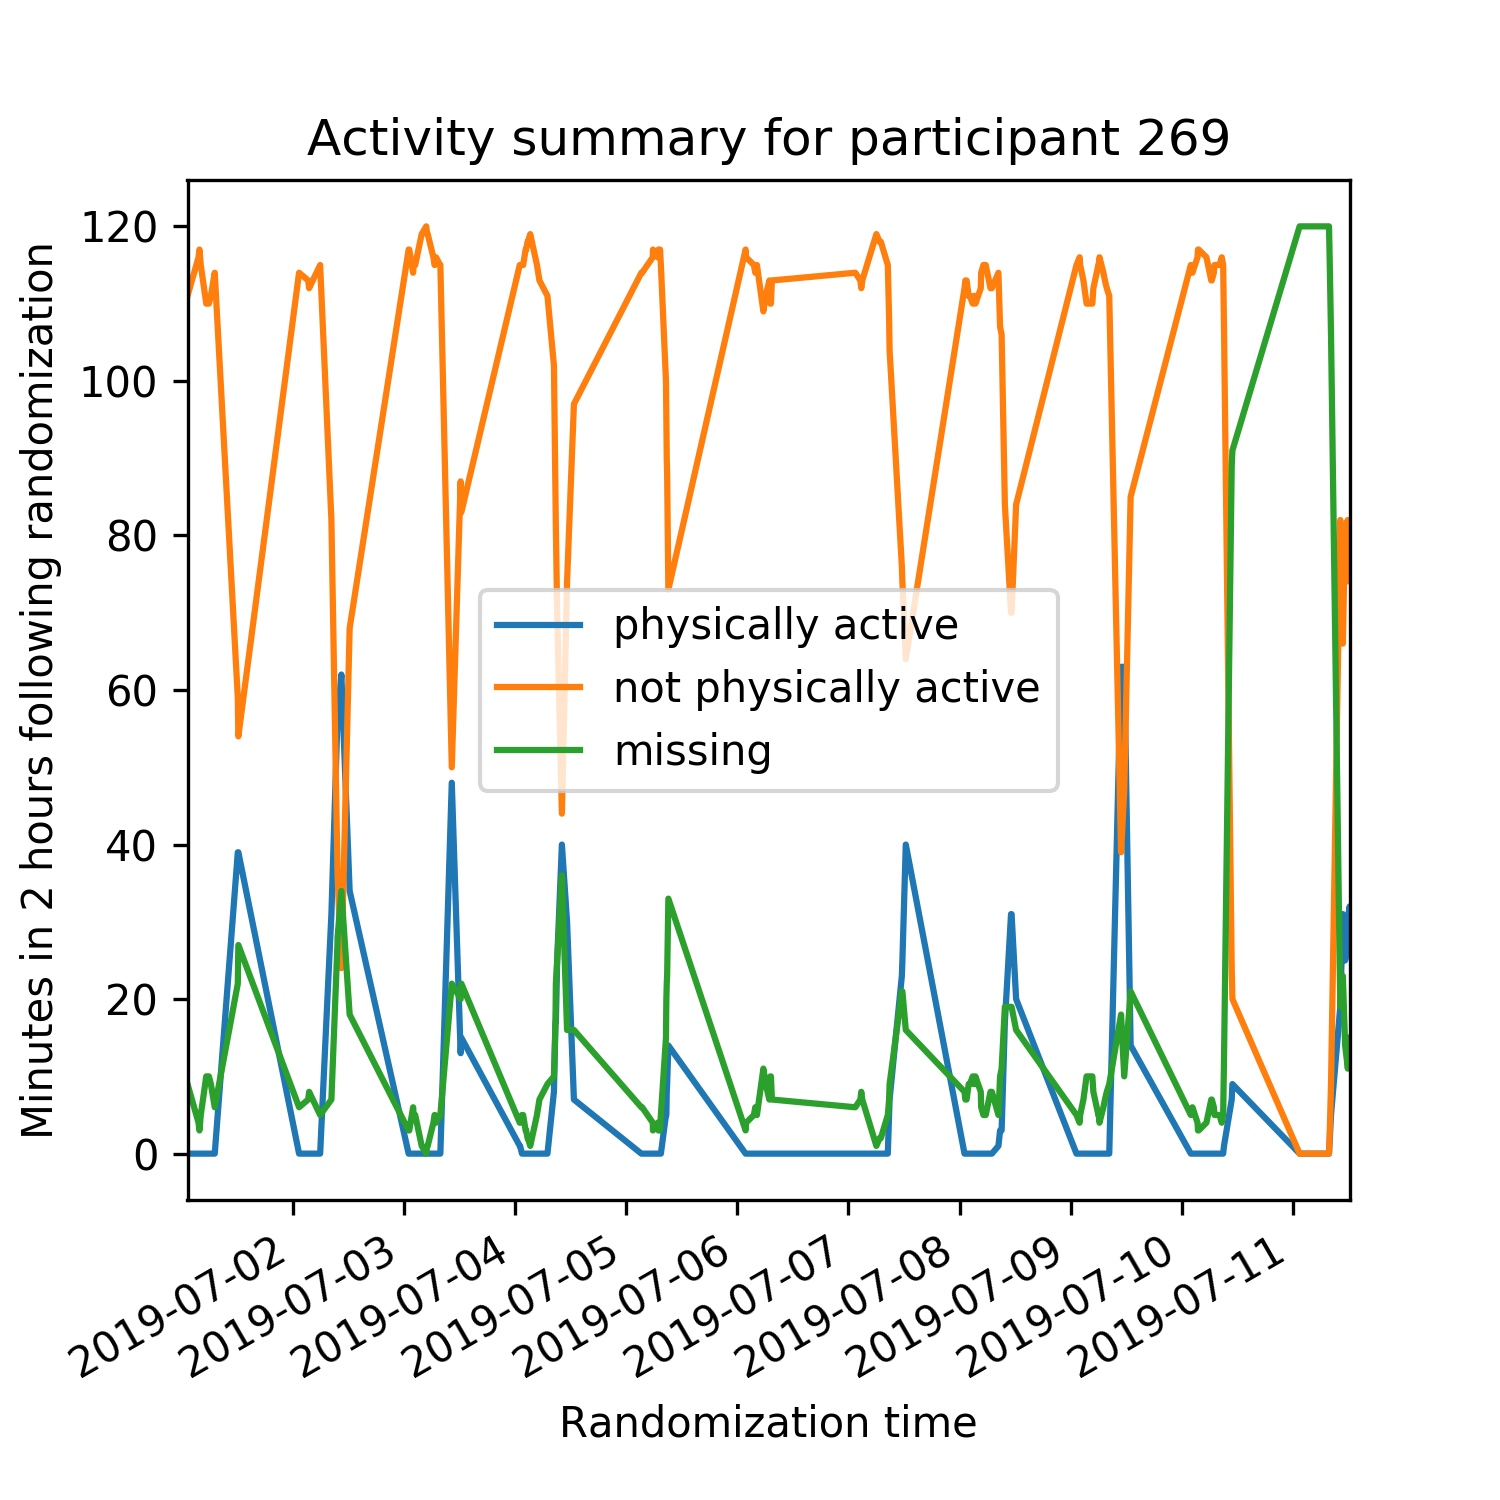 Activity summary for participant 269
Minutes in 2 hours following randomization
120
100
80
60
40
20
0
physically active
not physically active
missing
2019-07-02
2019-07-03
2019-07-04
2019-07-05
2019-07-06
2019-07-07
2019-07-08
2019-07-09
2019-07-10
2019-07-11
Randomization time